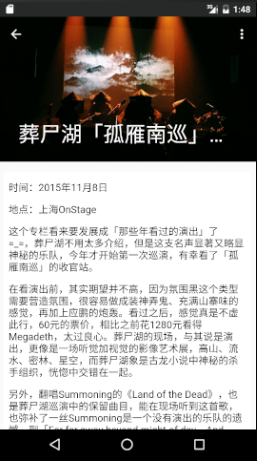 1:48
葬尸湖「孤雁南巡」...
时间：2015年11月8日
地点：上海OnStage
这个专栏看来要发展成「那些年看过的演出」了
=_=，葬尸湖不用太多介绍，但是这支名声显著又略显
神秘的乐队，今年才开始第一次巡演，有幸看了「孤
雁南巡」的收官站。
在看演出前，其实期望并不高，因为氛围黑这个类型
需要营造氛围，很容易做成装神弄鬼、充满山寨味的
感觉，再加上应鹏的炮轰。看过之后，感觉真是不虚
此行，60元的票价，相比之前花1280元看得
Megadeth，太过良心。葬尸湖的现场，与其说是演
出，更像是一场听觉加视觉的影像艺术展，高山、流
水、密林、星空，而葬尸湖象是古龙小说中神秘的杀
手组织，恍惚中交错在一起。
另外，翻唱Summoning的《Land of the Dead》，也
是葬尸湖巡演中的保留曲目，能在现场听到这首歌，
也弥补了一丝Summoning是一个没有演出的乐队的遗